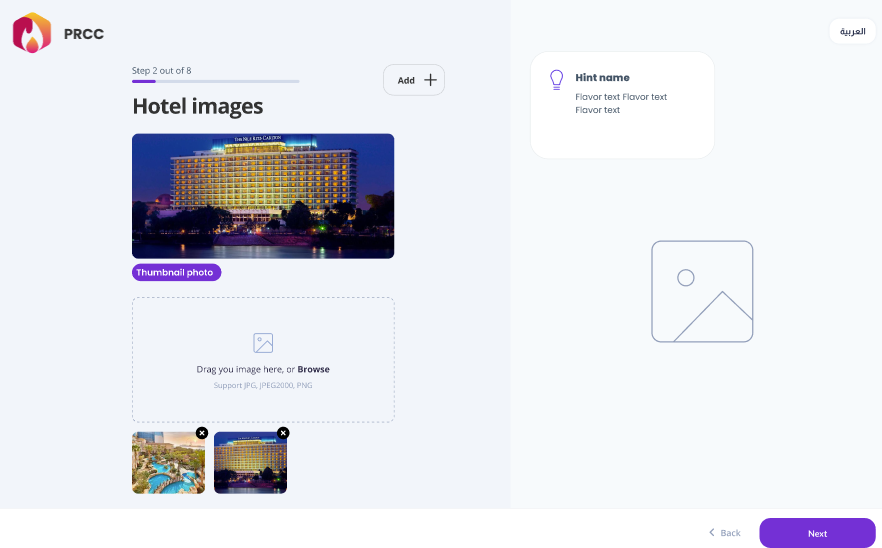 PRCC
العربية
Step 2 out of 8
Add
Hotel images
THE NILE RITZ-CARLTON
Thumbnail photo
Drag you image here, or Browse
Support JPG, JPEG2000, PNG
Hint name
Flavor text Flavor text
Flavor text
Back
Next